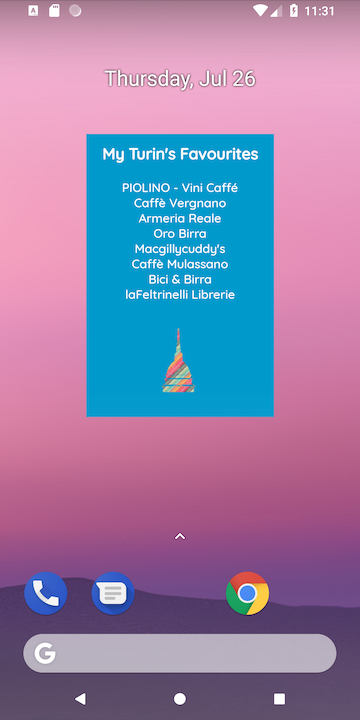 11:31
Thursday, Jul 26
My Turin's Favourites
PIOLINO - Vini Caffé
Caffè Vergnano
Armeria Reale
Oro Birra
Macgillycuddy's
Caffè Mulassano
Bici & Birra
laFeltrinelli Librerie
G